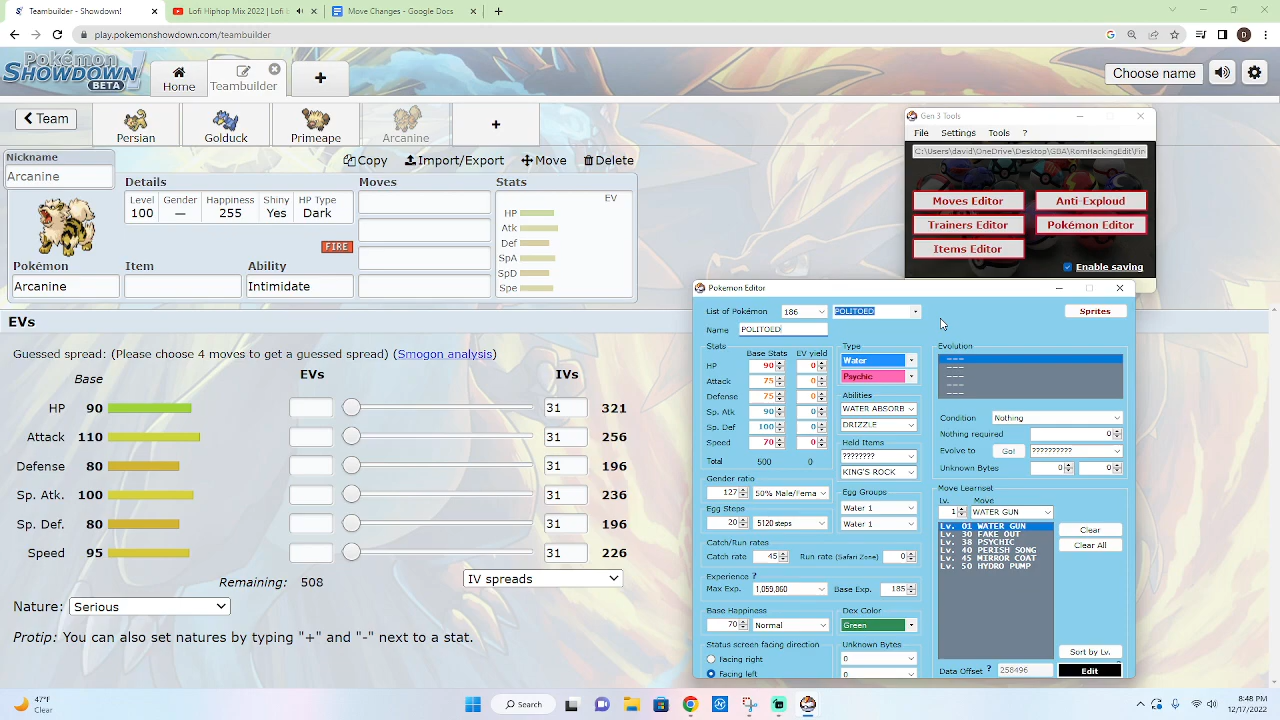 Teambuilder - Showdown!
Lofi Hiphop Mix 2022 | Lofi
Move Changes - Google Docs
play.pokemonshowdown.com/teambuilder
D
Pokémon
SHOWDOWN!
BETA
Home
Teambuilder
+
Choose name
Team
Persian
Golduck
Primeape
Arcanine
+
Copy
Import/Export
Move
Delete
Nickname
Arcanine
Details
Moves
Stats
Level
Gender
Happiness
Shiny
HP Type
EV
100
—
255
Yes
Dark
HP
Atk
Def
SpA
SpD
Spe
FIRE
Pokémon
Item
Ability
Arcanine
Intimidate
EVs
Guessed spread: (Please choose 4 moves to get a guessed spread) (Smogon analysis)
Base
EVs
IVs
HP 90 31 321
Attack 110 31 256
Defense 80 31 196
Sp. Atk. 100 31 236
Sp. Def. 80 31 196
Speed 95 31 226
Remaining: 508
IV spreads
Nature: Serious
Protip: You can also set natures by typing "+" and "-" next to a stat.
Gen 3 Tools
File Settings Tools ?
C:\Users\david\OneDrive\Desktop\GBA\RomHackingEdit\Fin
Moves Editor
Anti-Exploud
Trainers Editor
Pokémon Editor
Items Editor
Enable saving
Pokemon Editor
List of Pokémon 186 POLITOED
Sprites
Name POLITOED
Stats
Base Stats EV yield
HP 90 0
Attack 75 0
Defense 75 0
Sp. Atk 90 0
Sp. Def 100 0
Speed 70 0
Total 500 0
Gender ratio
127 50% Male/Fema
Egg Steps
20 5120 steps
Catch/Run rates
Catch rate 45 Run rate (Safari Zone) 0
Experience ?
Max Exp. 1,059,860 Base Exp. 185
Base Happiness
70 Normal
Status screen facing direction
Facing right
Facing left
Type
Water
Psychic
Abilities
WATER ABSORB
DRIZZLE
Held Items
????????
KING'S ROCK
Egg Groups
Water 1
Water 1
Dex Color
Green
Unknown Bytes
0
0
Evolution
---
---
---
---
---
Condition Nothing
Nothing required 0
Evolve to Go! ??????????
Unknown Bytes 0 0
Move Learnset
Lv. Move
1 WATER GUN
Lv. 01 WATER GUN
Lv. 30 FAKE OUT
Lv. 38 PSYCHIC
Lv. 40 PERISH SONG
Lv. 45 MIRROR COAT
Lv. 50 HYDRO PUMP
Clear
Clear All
Sort by Lv.
Data Offset ? 258496
Edit
47°F
Clear
Search
8:48 PM
12/17/2022